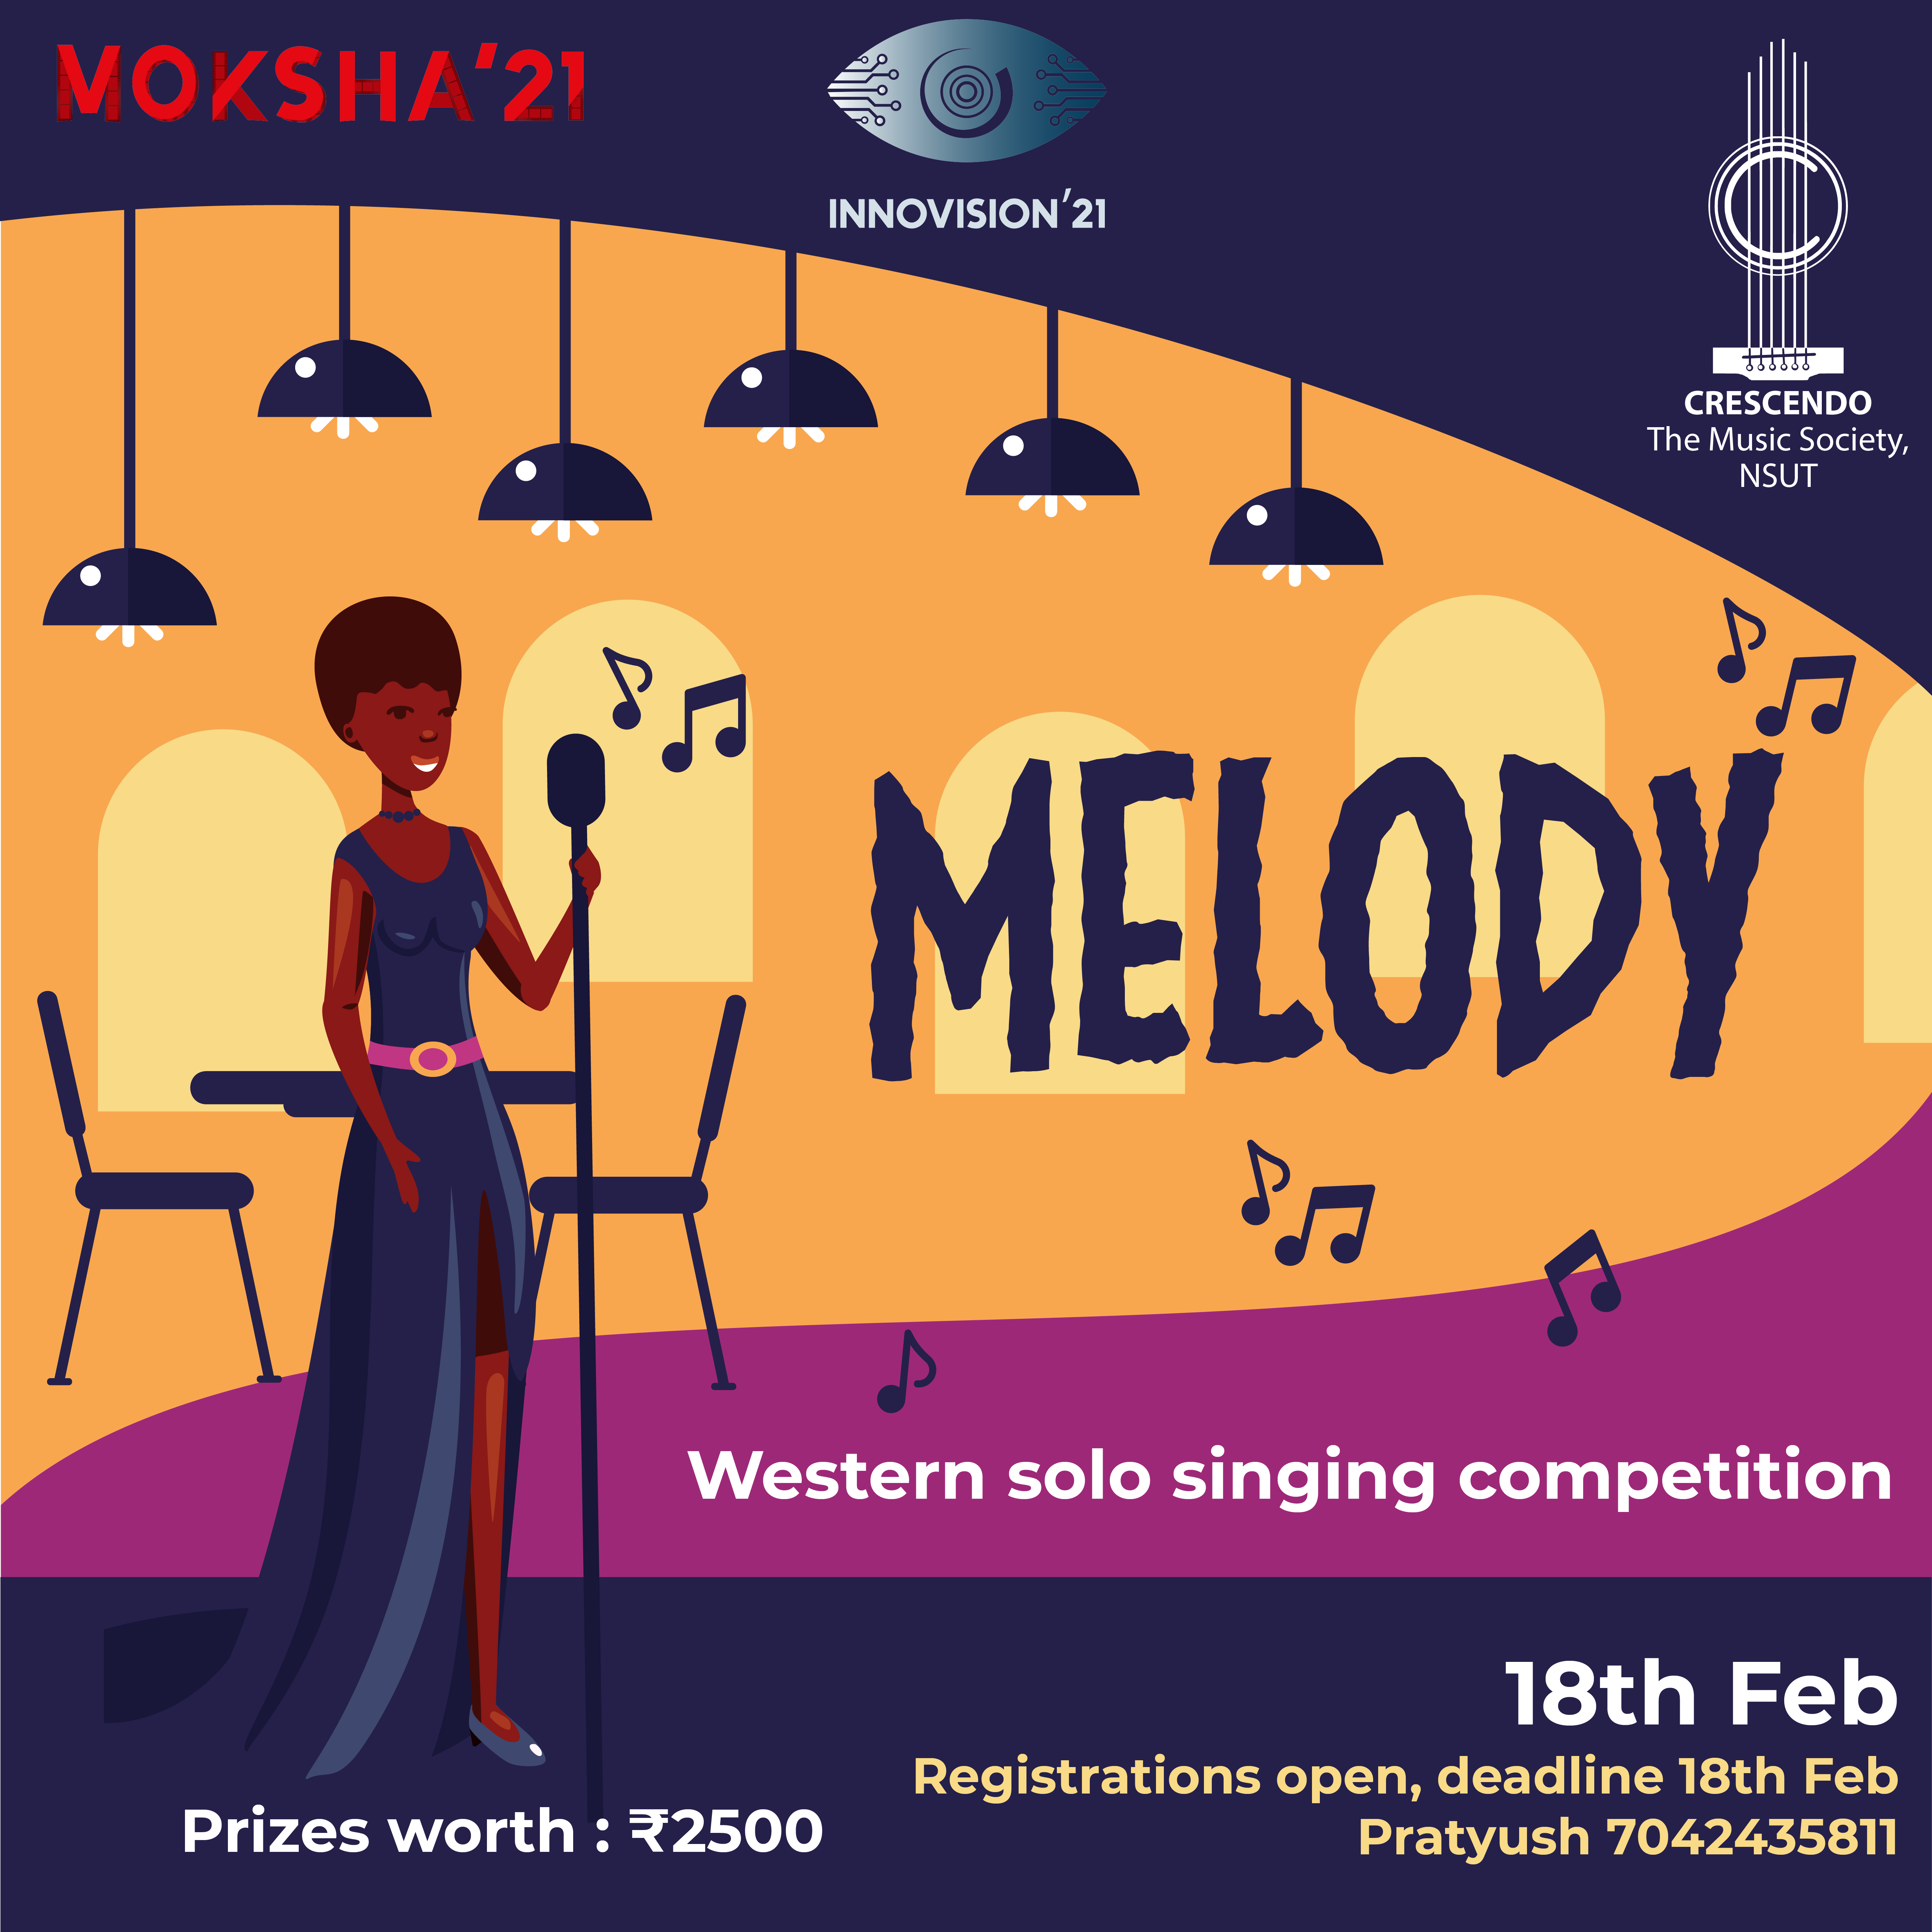 MOKSHA'21
INNOVISION'21
CRESCENDO
The Music Society,
NSUT
MELODY
Western solo singing competition
18th Feb
Registrations open, deadline 18th Feb
Pratyush 7042435811
Prizes worth : ₹2500